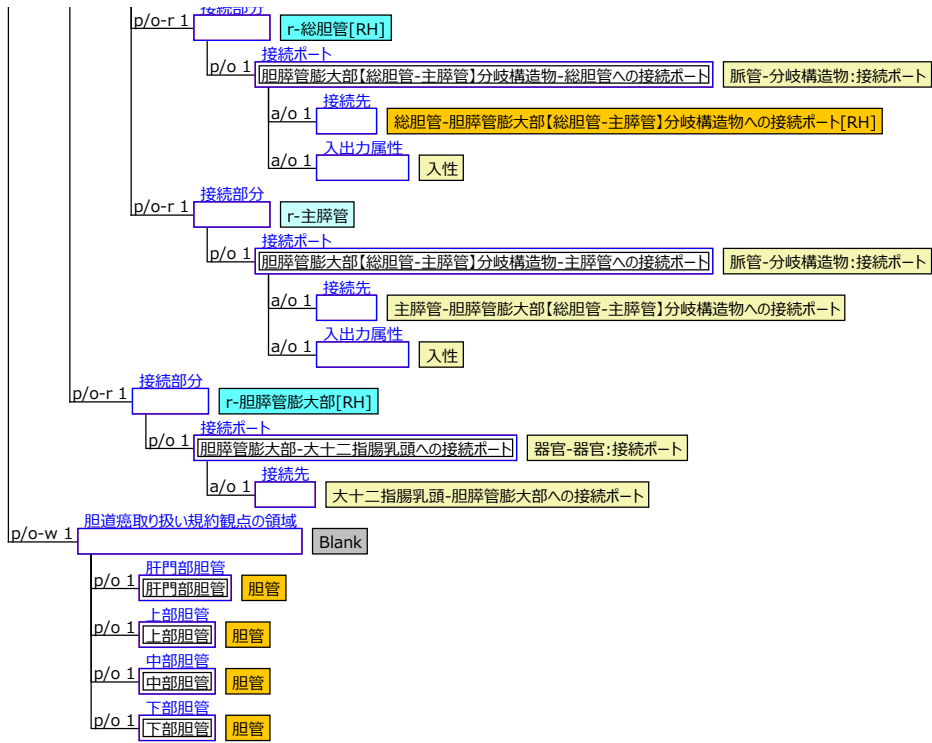 接続部分
p/o-r 1
r-総胆管[RH]
接続ポート
p/o 1
胆膵管膨大部【総胆管-主膵管】分岐構造物-総胆管への接続ポート
脈管-分岐構造物:接続ポート
接続先
a/o 1
総胆管-胆膵管膨大部【総胆管-主膵管】分岐構造物への接続ポート[RH]
入出力属性
a/o 1
入性
接続部分
p/o-r 1
r-主膵管
接続ポート
p/o 1
胆膵管膨大部【総胆管-主膵管】分岐構造物-主膵管への接続ポート
脈管-分岐構造物:接続ポート
接続先
a/o 1
主膵管-胆膵管膨大部【総胆管-主膵管】分岐構造物への接続ポート
入出力属性
a/o 1
入性
接続部分
p/o-r 1
r-胆膵管膨大部[RH]
接続ポート
p/o 1
胆膵管膨大部-大十二指腸乳頭への接続ポート
器官-器官:接続ポート
接続先
a/o 1
大十二指腸乳頭-胆膵管膨大部への接続ポート
胆道癌取り扱い規約観点の領域
p/o-w 1
Blank
肝門部胆管
p/o 1
肝門部胆管
胆管
上部胆管
p/o 1
上部胆管
胆管
中部胆管
p/o 1
中部胆管
胆管
下部胆管
p/o 1
下部胆管
胆管